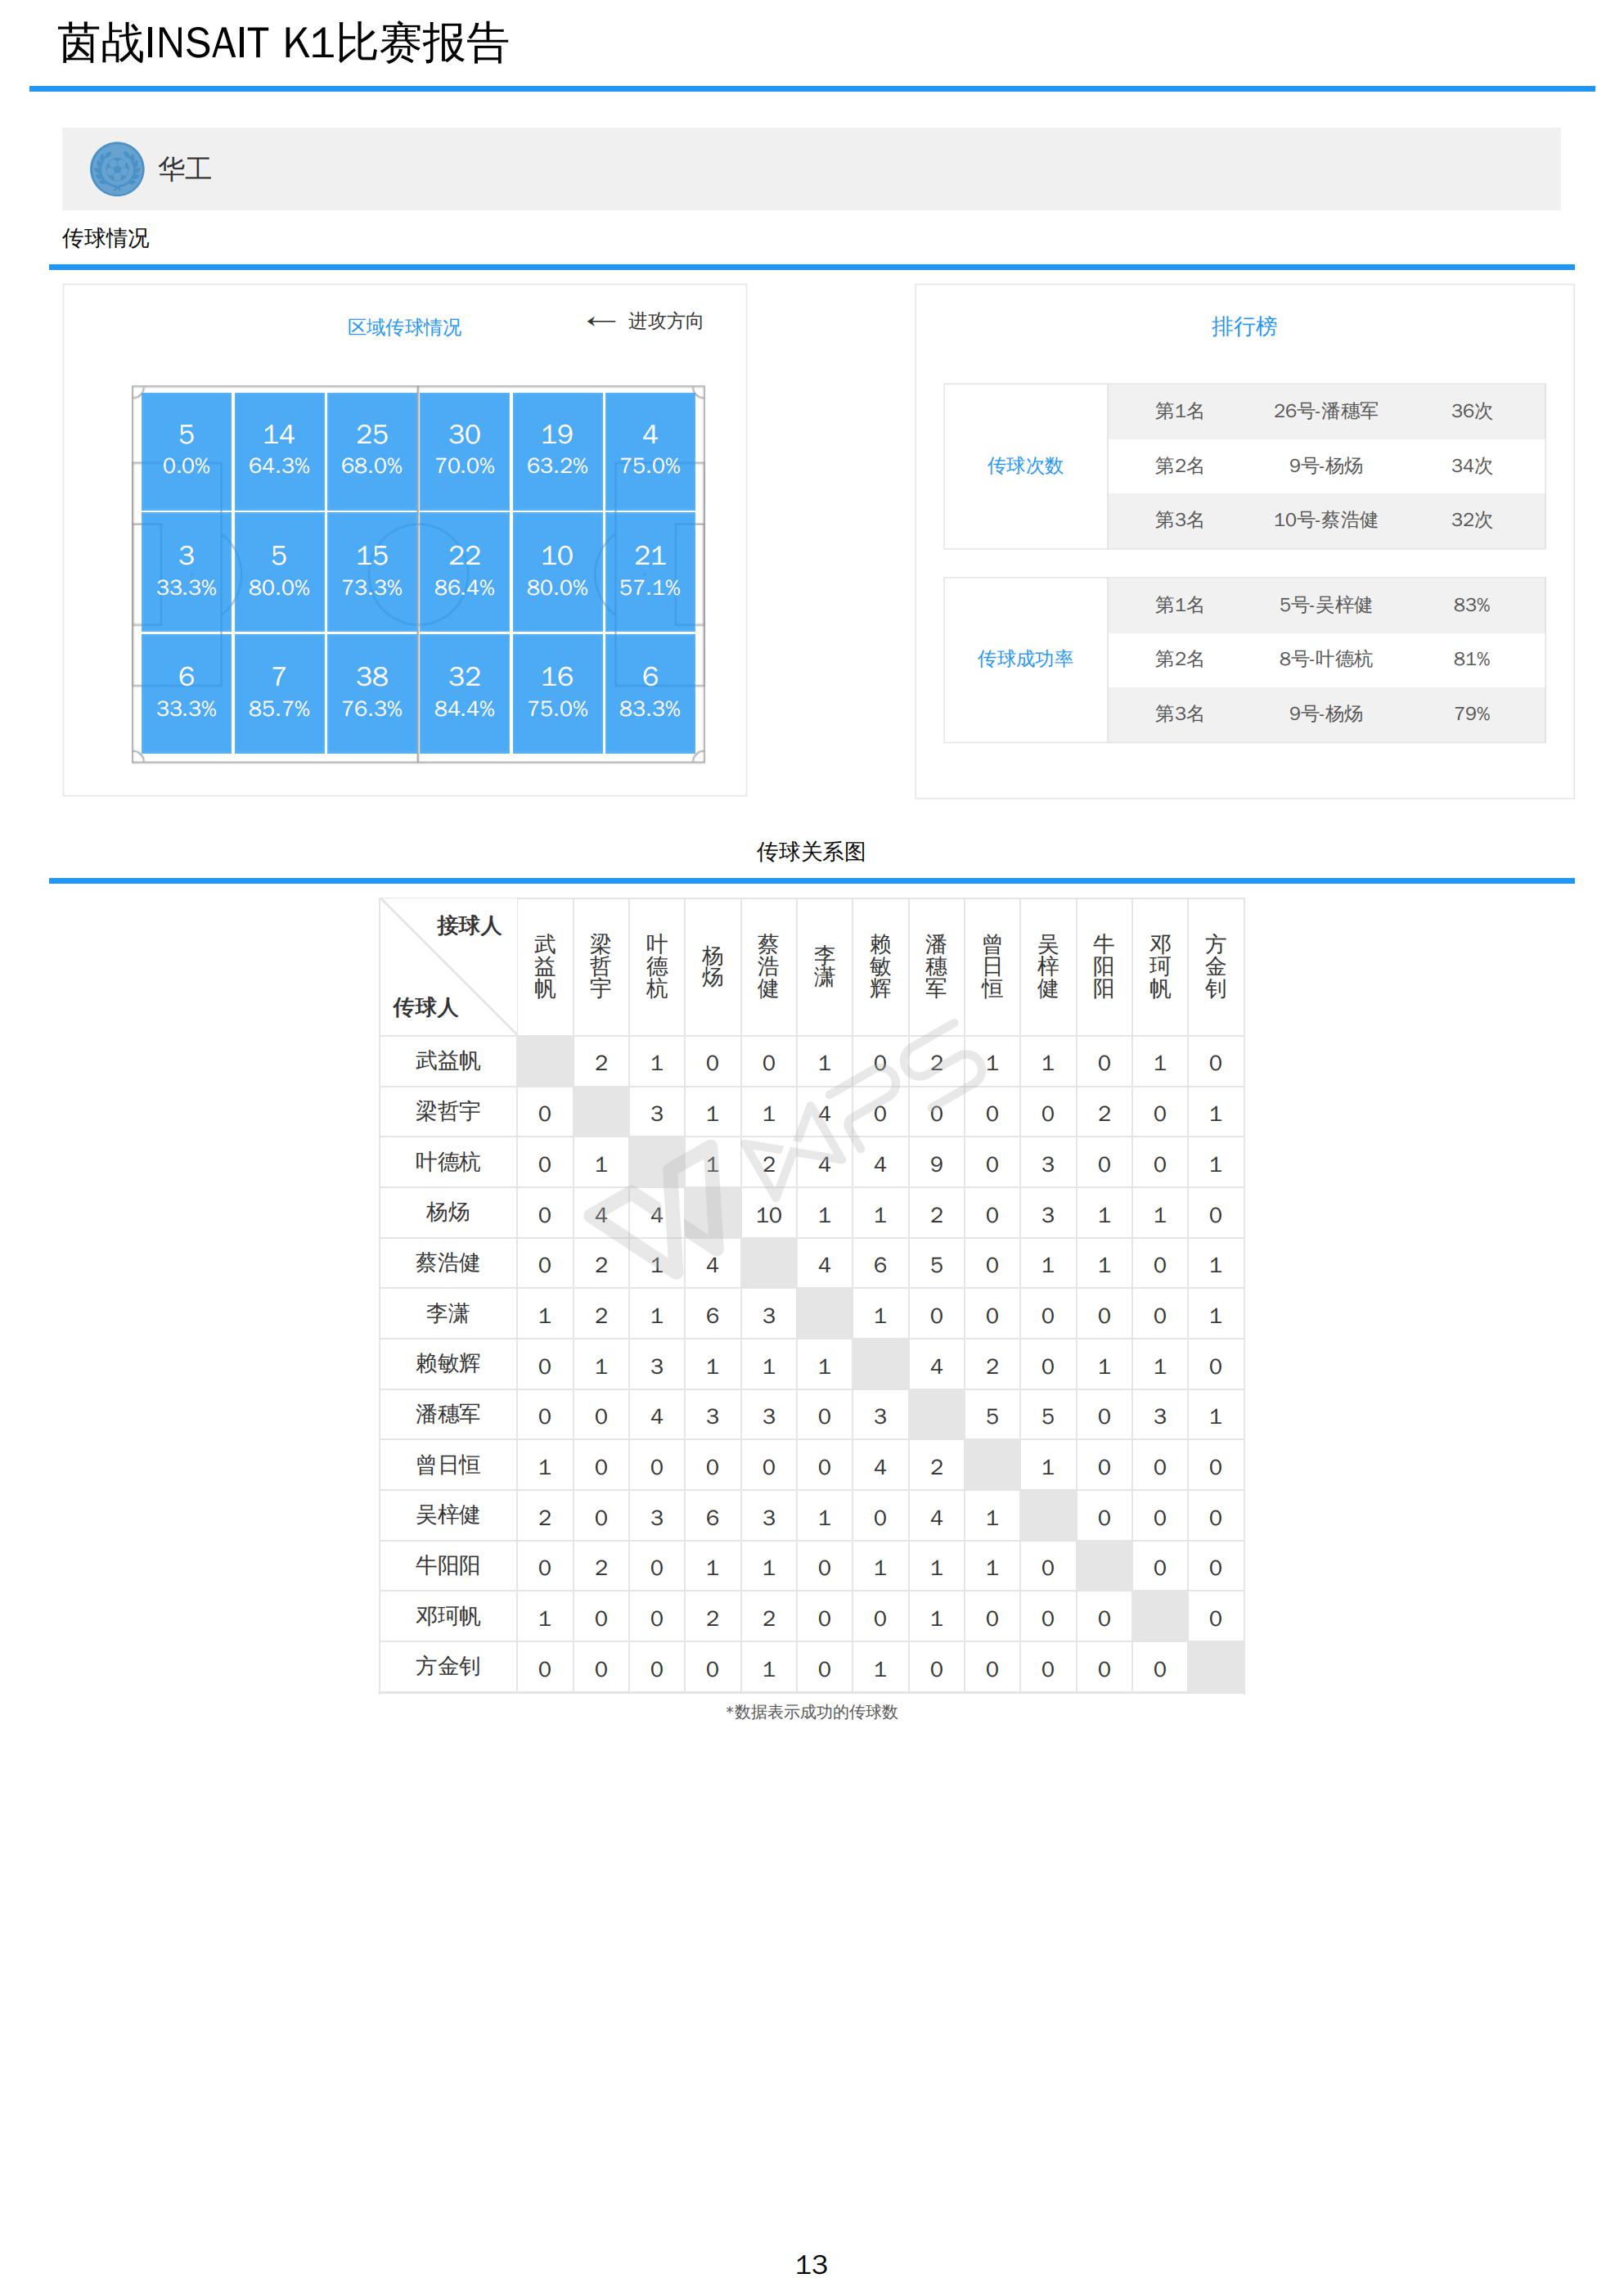 茵战INSAIT K1比赛报告
华工
传球情况
区域传球情况 ← 进攻方向
5 14 25 30 19 4
0.0% 64.3% 68.0% 70.0% 63.2% 75.0%
3 5 15 22 10 21
33.3% 80.0% 73.3% 86.4% 80.0% 57.1%
6 7 38 32 16 6
33.3% 85.7% 76.3% 84.4% 75.0% 83.3%
排行榜
传球次数
第1名 26号-潘穗军 36次
第2名 9号-杨炀 34次
第3名 10号-蔡浩健 32次
传球成功率
第1名 5号-吴梓健 83%
第2名 8号-叶德杭 81%
第3名 9号-杨炀 79%
传球关系图
接球人 武益帆 梁哲宇 叶德杭 杨炀 蔡浩健 李潇 赖敏辉 潘穗军 曾日恒 吴梓健 牛阳阳 邓珂帆 方金钊
传球人
武益帆 2 1 0 0 1 0 2 1 1 0 1 0
梁哲宇 0 3 1 1 4 0 0 0 0 2 0 1
叶德杭 0 1 1 2 4 4 9 0 3 0 0 1
杨炀 0 4 4 10 1 1 2 0 3 1 1 0
蔡浩健 0 2 1 4 4 6 5 0 1 1 0 1
李潇 1 2 1 6 3 1 0 0 0 0 0 1
赖敏辉 0 1 3 1 1 1 4 2 0 1 1 0
潘穗军 0 0 4 3 3 0 3 5 5 0 3 1
曾日恒 1 0 0 0 0 0 4 2 1 0 0 0
吴梓健 2 0 3 6 3 1 0 4 1 0 0 0
牛阳阳 0 2 0 1 1 0 1 1 1 0 0 0
邓珂帆 1 0 0 2 2 0 0 1 0 0 0 0
方金钊 0 0 0 0 1 0 1 0 0 0 0 0
WPS
*数据表示成功的传球数
13